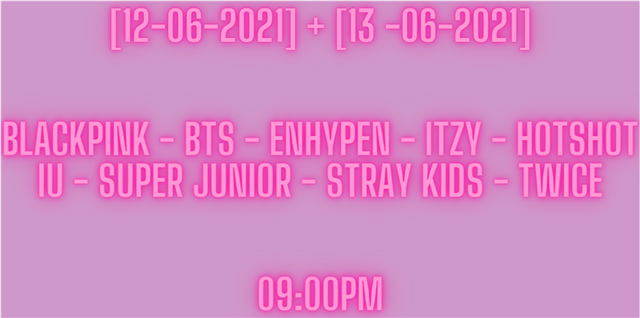 [12-06-2021] + [13 -06-2021]
BLACKPINK - BTS - ENHYPEN - ITZY - HOTSHOT
IU - SUPER JUNIOR - STRAY KIDS - TWICE
09:00PM